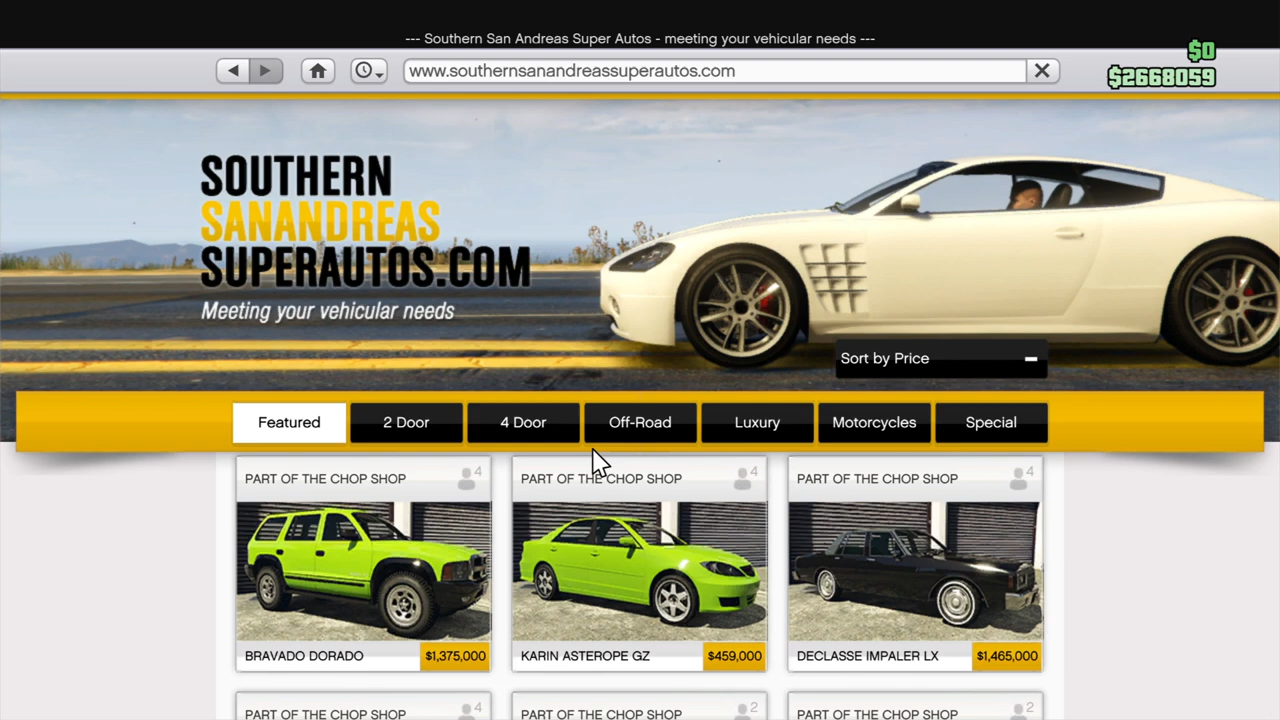 --- Southern San Andreas Super Autos - meeting your vehicular needs ---
www.southernsanandreassuperautos.com
$0
$2668059
SOUTHERN
SANANDREAS
SUPERAUTOS.COM
Meeting your vehicular needs
Sort by Price
Featured
2 Door
4 Door
Off-Road
Luxury
Motorcycles
Special
PART OF THE CHOP SHOP
4
PART OF THE CHOP SHOP
4
PART OF THE CHOP SHOP
4
BRAVADO DORADO
$1,375,000
KARIN ASTEROPE GZ
$459,000
DECLASSE IMPALER LX
$1,465,000
PART OF THE CHOP SHOP
4
PART OF THE CHOP SHOP
2
PART OF THE CHOP SHOP
2